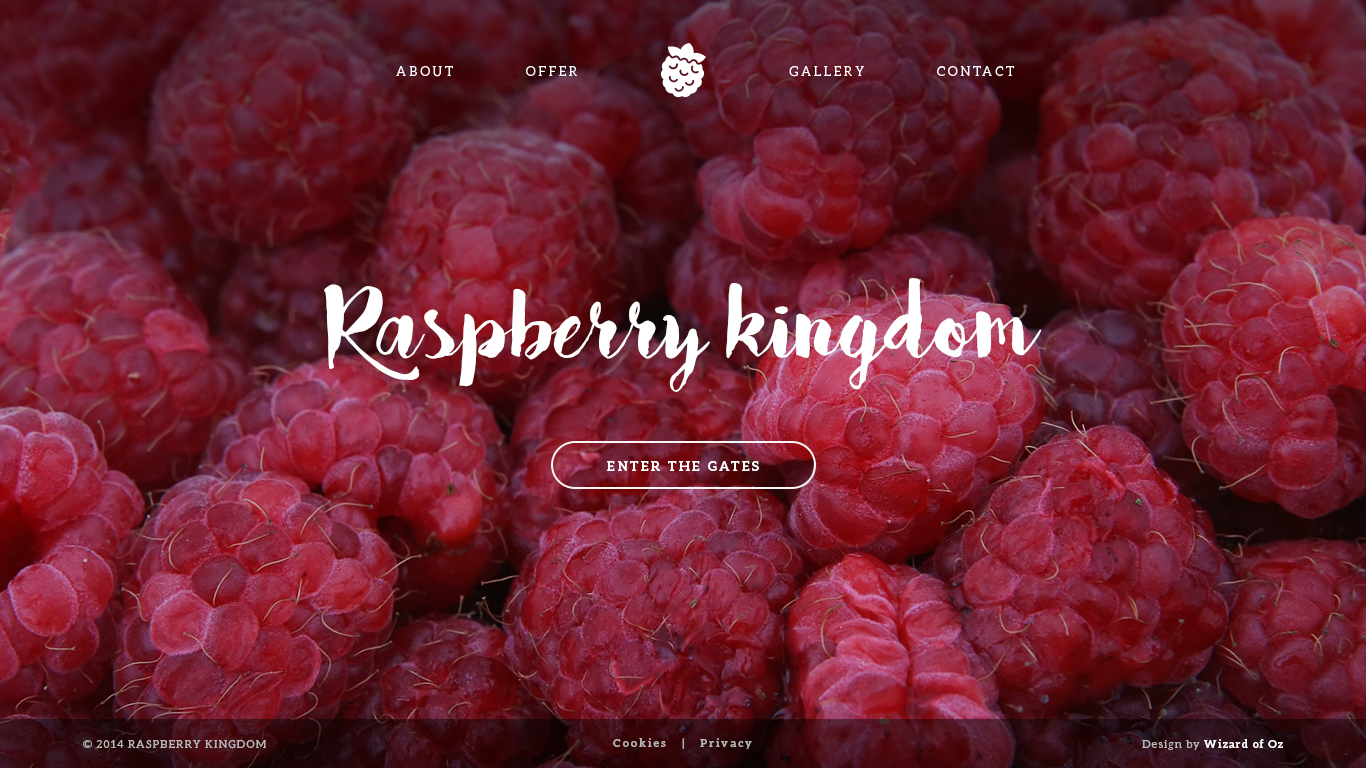 ABOUT OFFER GALLERY CONTACT
Raspberry kingdom
ENTER THE GATES
© 2014 RASPBERRY KINGDOM Cookies | Privacy Design by Wizard of Oz